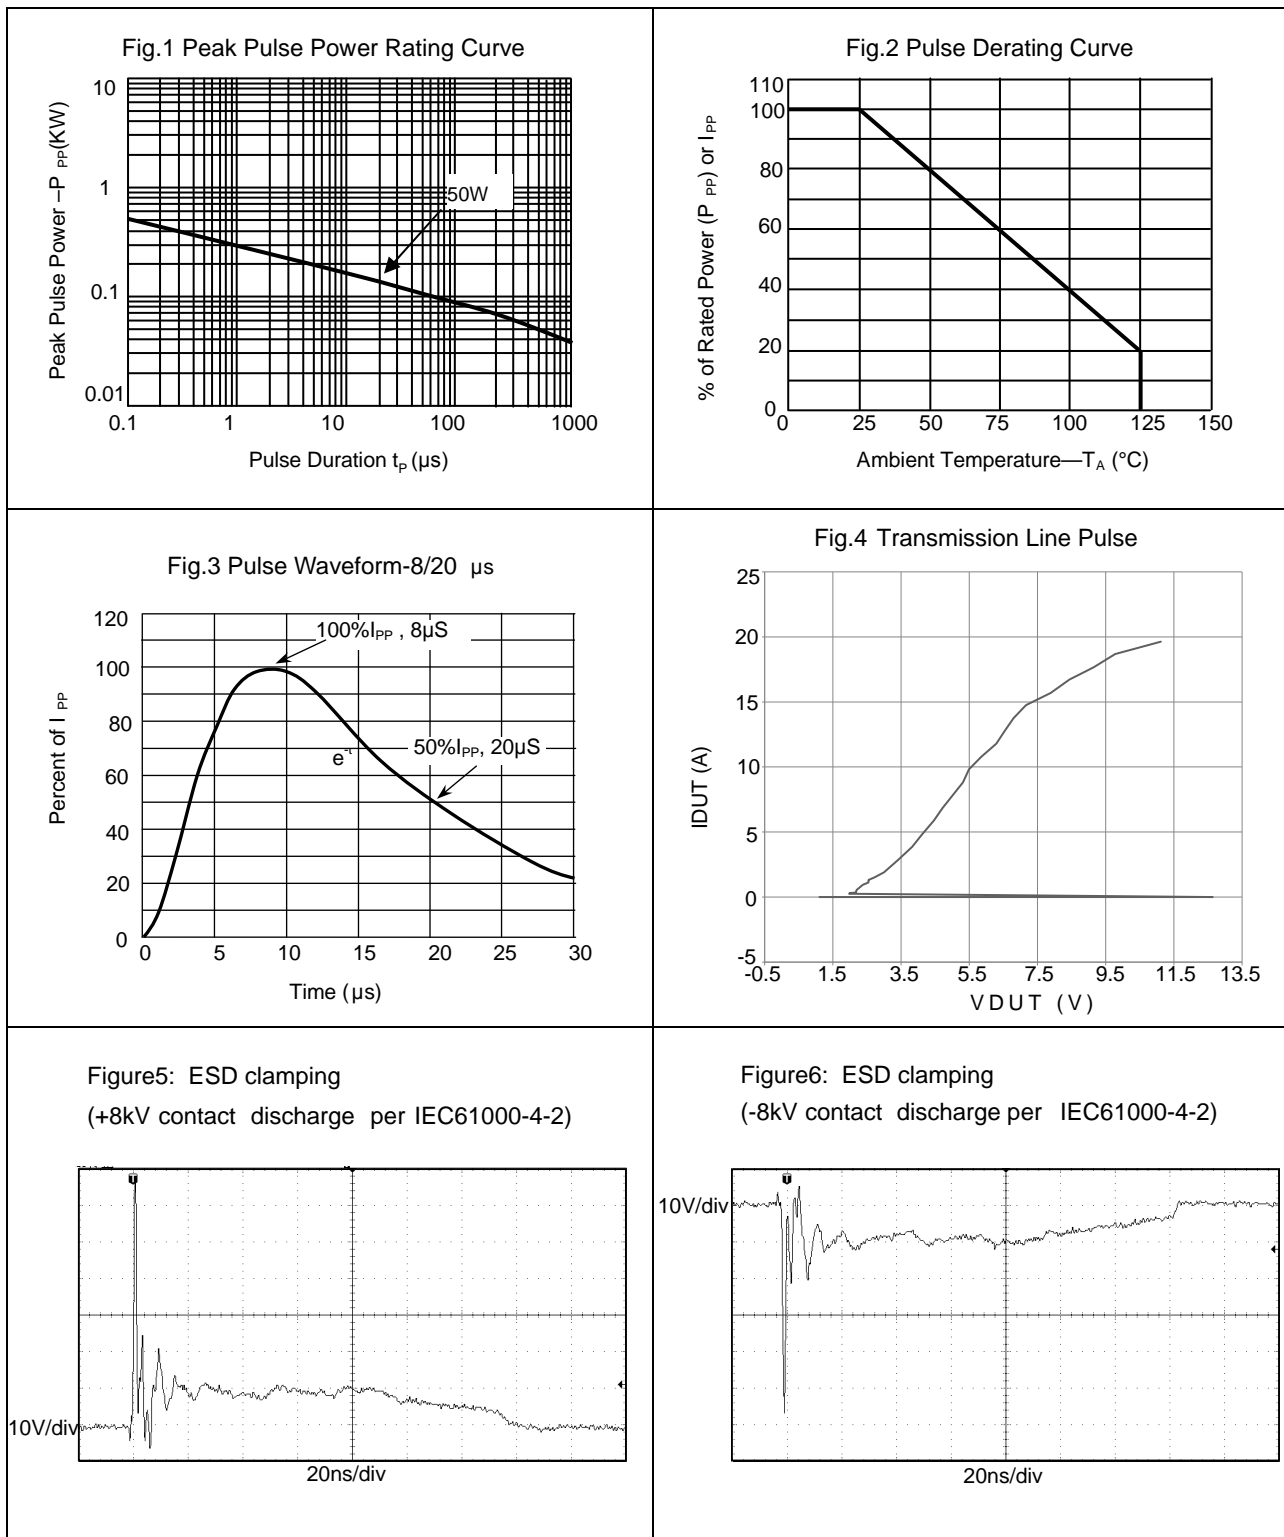 Fig.1 Peak Pulse Power Rating Curve
Peak Pulse Power –P PP(KW)
10
1
0.1
0.01
50W
0.1 1 10 100 1000
Pulse Duration tP (µs)
Fig.2 Pulse Derating Curve
% of Rated Power (P PP) or IPP
110
100
80
60
40
20
0
0 25 50 75 100 125 150
Ambient Temperature—TA (°C)
Fig.3 Pulse Waveform-8/20 µs
Percent of I PP
120
100
80
60
40
20
0
100%IPP , 8µS
e-t
50%IPP, 20µS
0 5 10 15 20 25 30
Time (µs)
Fig.4 Transmission Line Pulse
IDUT (A)
25
20
15
10
5
0
-5
-0.5 1.5 3.5 5.5 7.5 9.5 11.5 13.5
VDUT (V)
Figure5: ESD clamping
(+8kV contact discharge per IEC61000-4-2)
T
10V/div
20ns/div
Figure6: ESD clamping
(-8kV contact discharge per IEC61000-4-2)
T
10V/div
20ns/div